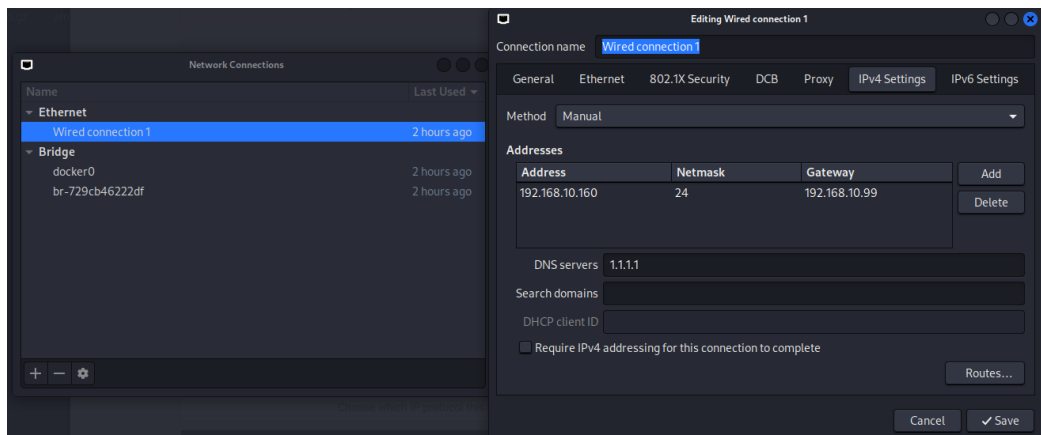 Network Connections
Name Last Used
Ethernet
Wired connection 1 2 hours ago
Bridge
docker0 2 hours ago
br-729cb46222df 2 hours ago
Editing Wired connection 1
Connection name Wired connection 1
General Ethernet 802.1X Security DCB Proxy IPv4 Settings IPv6 Settings
Method Manual
Addresses
Address Netmask Gateway Add
192.168.10.160 24 192.168.10.99 Delete
DNS servers 1.1.1.1
Search domains
DHCP client ID
Require IPv4 addressing for this connection to complete
Routes...
Cancel Save